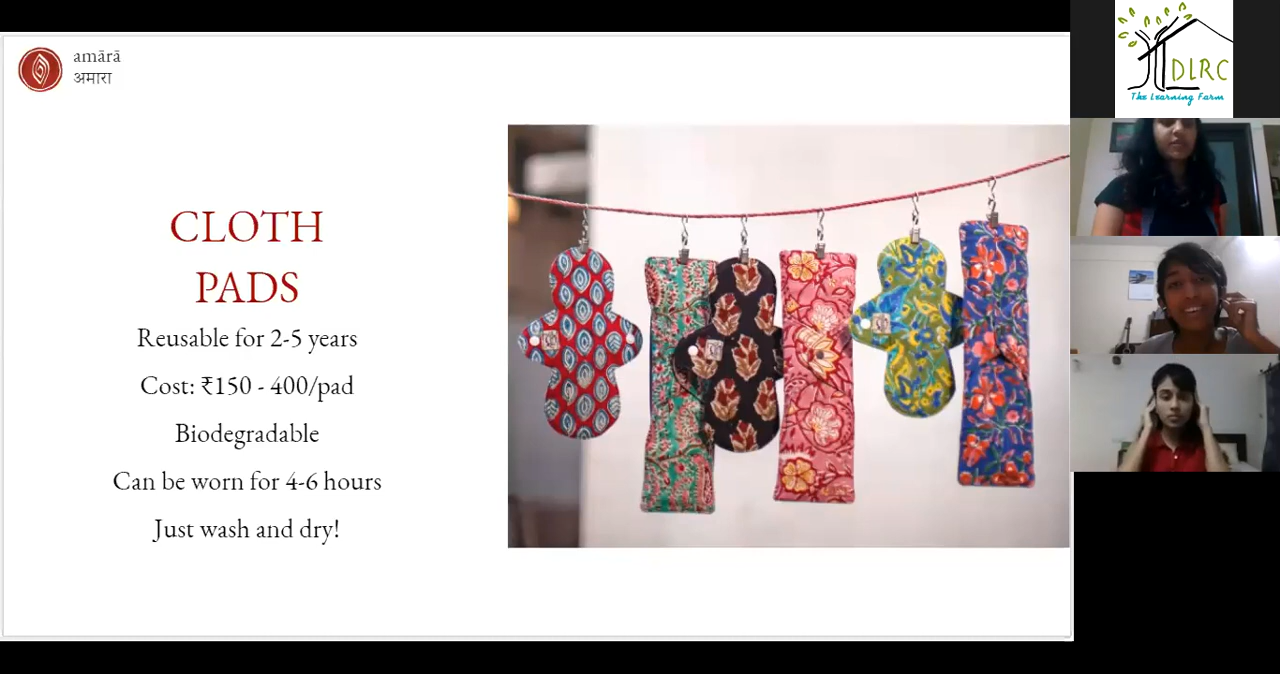 amārā
अमारा
CLOTH
PADS
Reusable for 2-5 years
Cost: ₹150 - 400/pad
Biodegradable
Can be worn for 4-6 hours
Just wash and dry!
DLRC
The Learning Farm